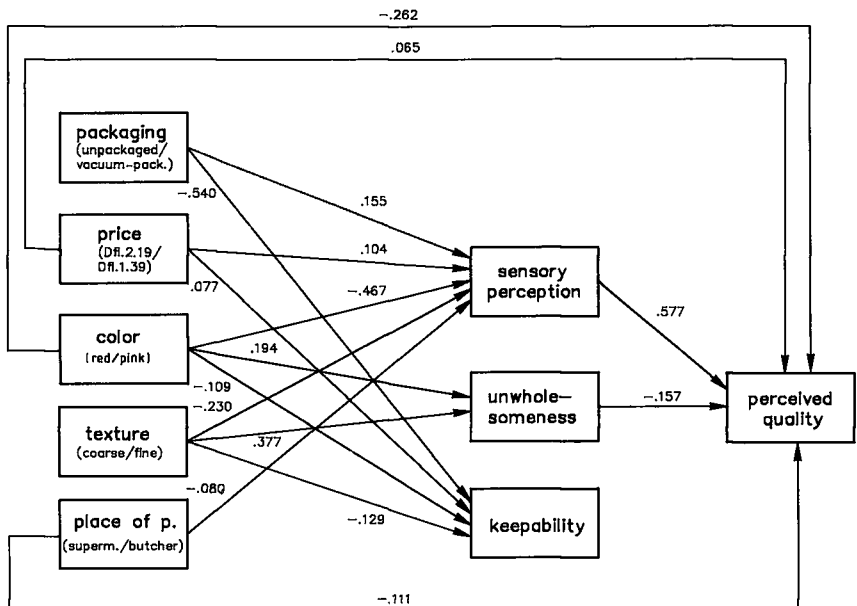 -.262
.065
packaging
(unpackaged/
vacuum-pack.)
-.540
.155
price
(Dfl.2.19/
Dfl.1.39)
.104
.077
sensory
perception
-.467
.577
color
(red/pink)
.194
-.109
-.230
unwhole-
someness
-.157
perceived
quality
texture
(coarse/fine)
.377
-.080
-.129
keepability
place of p.
(superm./butcher)
-.111